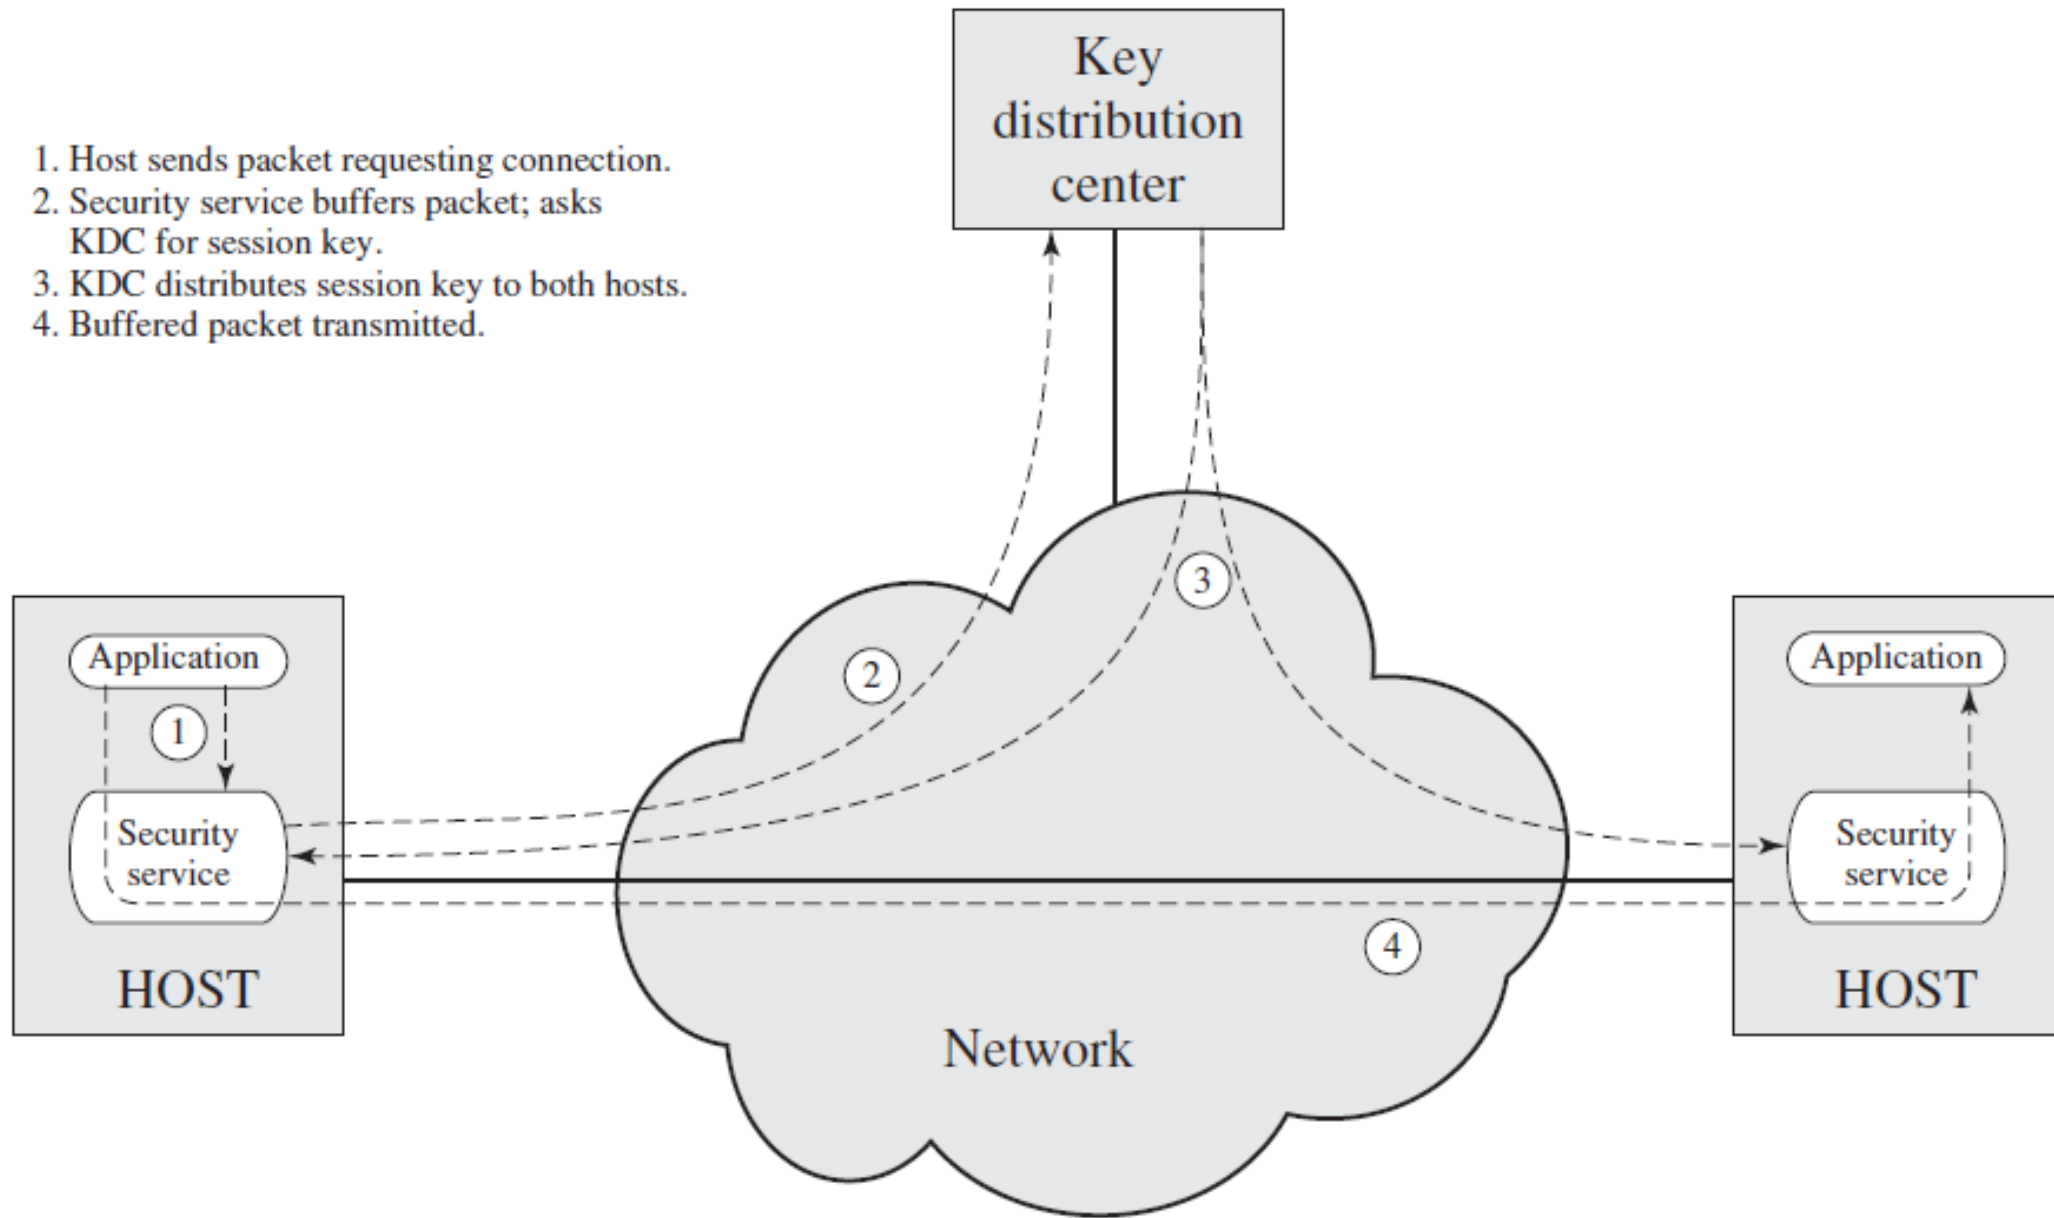 Key
distribution
center
1. Host sends packet requesting connection.
2. Security service buffers packet; asks
KDC for session key.
3. KDC distributes session key to both hosts.
4. Buffered packet transmitted.
3
2
Application
1
Security
service
HOST
Application
Security
service
HOST
4
Network